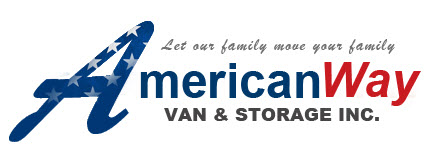 Let our family move your family
AmericanWay
VAN & STORAGE INC.